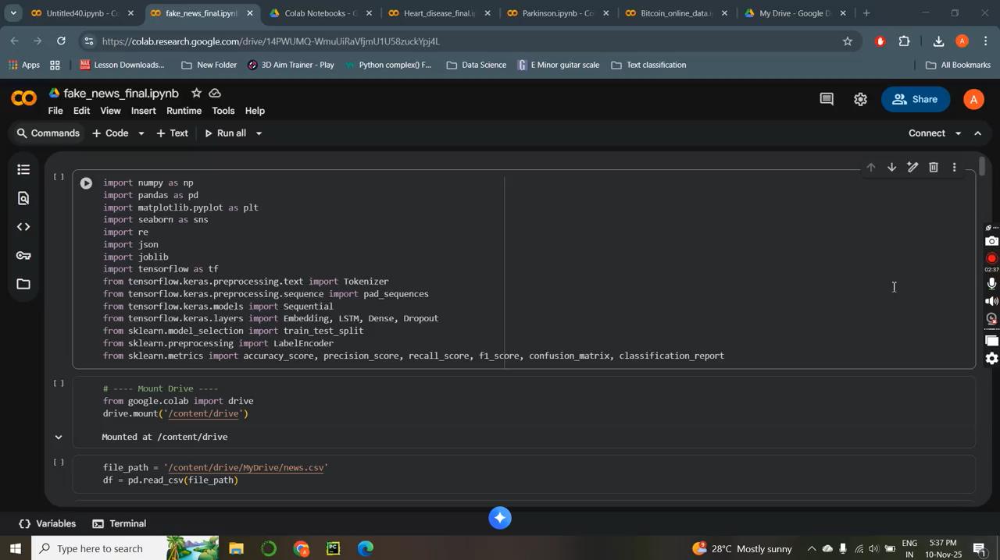 Untitled40.ipynb - Co
fake_news_final.ipynb
Colab Notebooks - G
Heart_disease_final.ip
Parkinson.ipynb - Co
Bitcoin_online_data.i
My Drive - Google D
https://colab.research.google.com/drive/14PWUMQ-WmuUiRaVfjmU1U58zuckYpj4L
Apps
Lesson Downloads...
New Folder
3D Aim Trainer - Play
Python complex() F...
Data Science
E Minor guitar scale
Text classification
All Bookmarks
fake_news_final.ipynb
File Edit View Insert Runtime Tools Help
Share
A
Commands + Code + Text Run all
Connect
[ ]
import numpy as np
import pandas as pd
import matplotlib.pyplot as plt
import seaborn as sns
import re
import json
import joblib
import tensorflow as tf
from tensorflow.keras.preprocessing.text import Tokenizer
from tensorflow.keras.preprocessing.sequence import pad_sequences
from tensorflow.keras.models import Sequential
from tensorflow.keras.layers import Embedding, LSTM, Dense, Dropout
from sklearn.model_selection import train_test_split
from sklearn.preprocessing import LabelEncoder
from sklearn.metrics import accuracy_score, precision_score, recall_score, f1_score, confusion_matrix, classification_report
02:37
[ ]
# ---- Mount Drive ----
from google.colab import drive
drive.mount('/content/drive')
Mounted at /content/drive
[ ]
file_path = '/content/drive/MyDrive/news.csv'
df = pd.read_csv(file_path)
Variables Terminal
Type here to search
28°C Mostly sunny
ENG
IN
5:37 PM
10-Nov-25